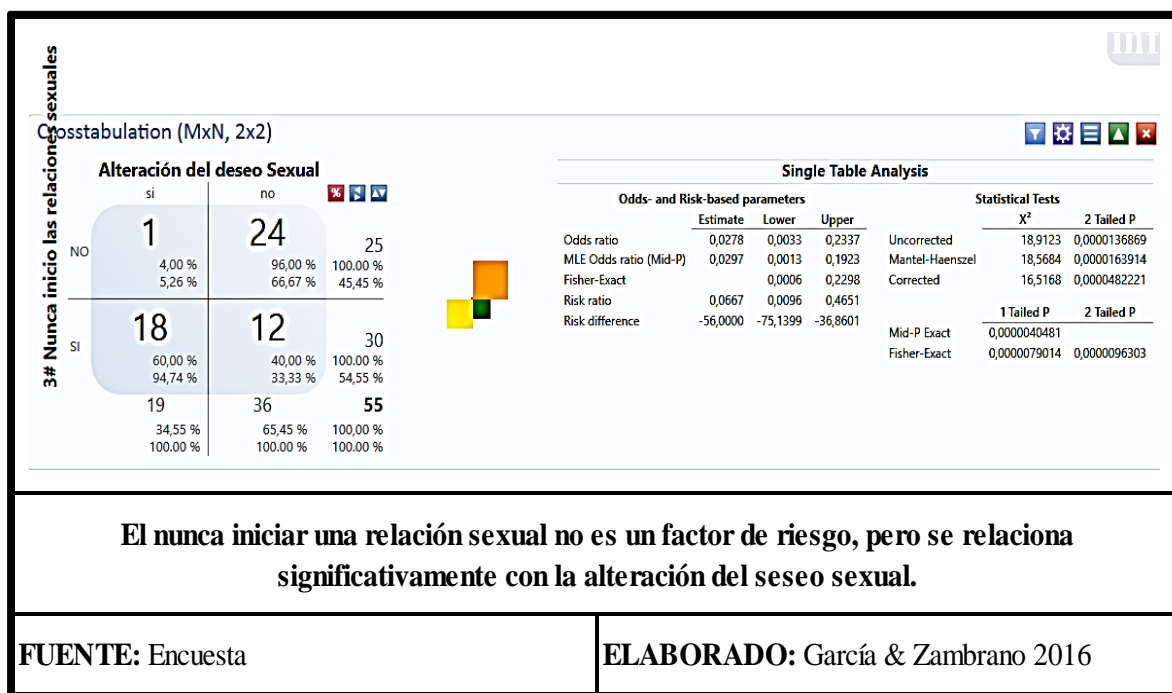 3# Nunca inicio las relaciones sexuales
Crosstabulation (MxN, 2x2)
Alteración del deseo Sexual
si no %
NO 1 24 25
4,00 % 96,00 % 100.00 %
5,26 % 66,67 % 45,45 %
SI 18 12 30
60,00 % 40,00 % 100.00 %
94,74 % 33,33 % 54,55 %
19 36 55
34,55 % 65,45 % 100,00 %
100.00 % 100.00 % 100.00 %
Single Table Analysis
Odds- and Risk-based parameters
Estimate Lower Upper
Odds ratio 0,0278 0,0033 0,2337
MLE Odds ratio (Mid-P) 0,0297 0,0013 0,1923
Fisher-Exact 0,0006 0,2298
Risk ratio 0,0667 0,0096 0,4651
Risk difference -56,0000 -75,1399 -36,8601
Statistical Tests
X² 2 Tailed P
Uncorrected 18,9123 0,0000136869
Mantel-Haenszel 18,5684 0,0000163914
Corrected 16,5168 0,0000482221
1 Tailed P 2 Tailed P
Mid-P Exact 0,0000040481
Fisher-Exact 0,0000079014 0,0000096303
El nunca iniciar una relación sexual no es un factor de riesgo, pero se relaciona
significativamente con la alteración del seseo sexual.
FUENTE: Encuesta
ELABORADO: García & Zambrano 2016